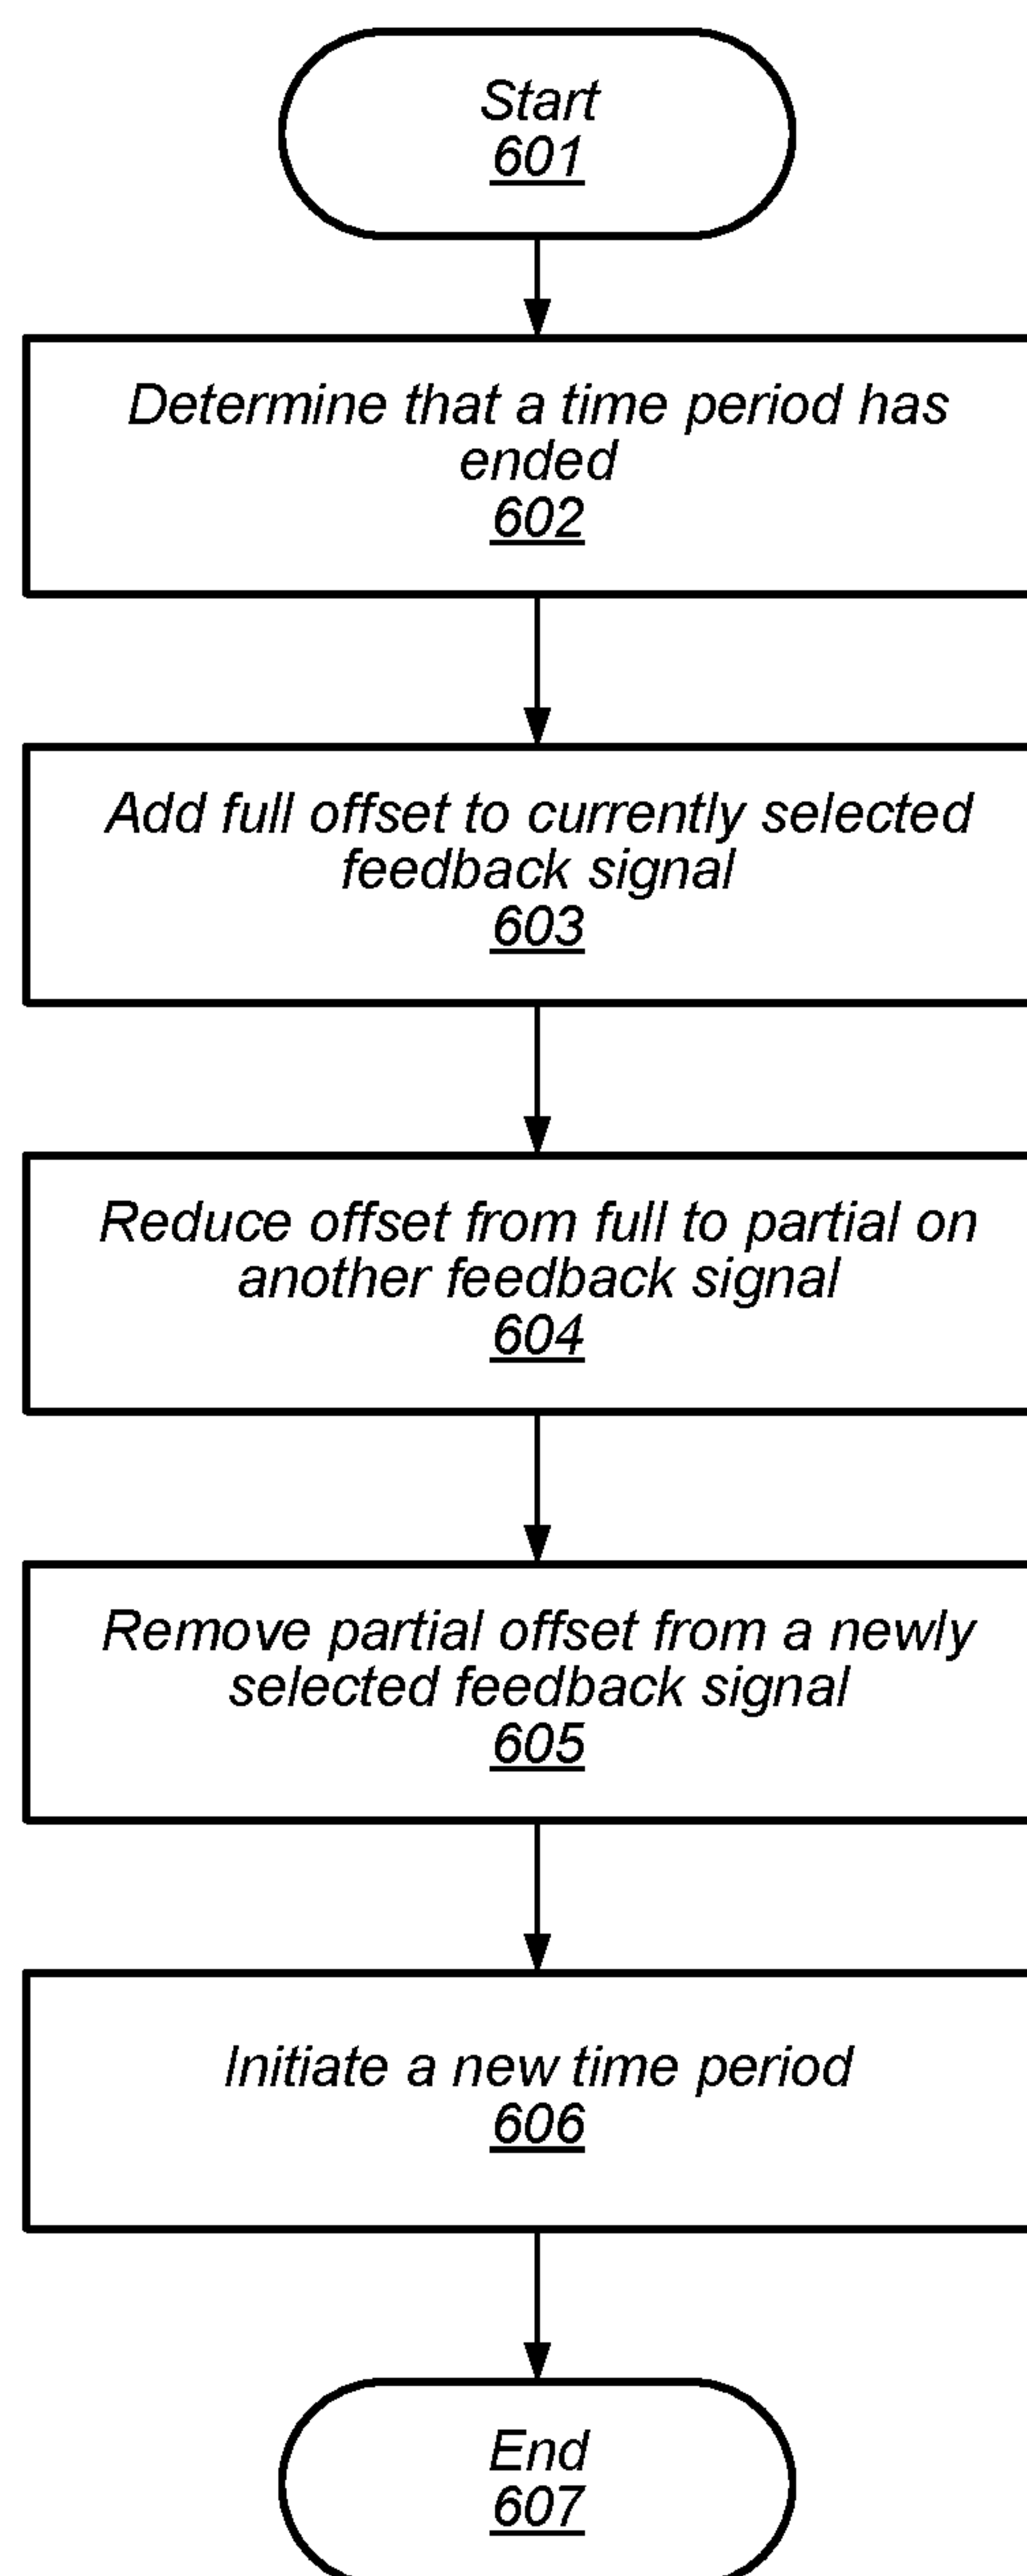 Start
601
Determine that a time period has
ended
602
Add full offset to currently selected
feedback signal
603
Reduce offset from full to partial on
another feedback signal
604
Remove partial offset from a newly
selected feedback signal
605
Initiate a new time period
606
End
607